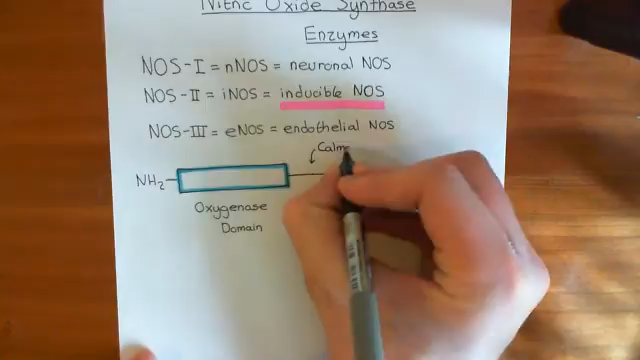 Nitric Oxide Synthase
Enzymes
NOS-I = nNOS = neuronal NOS
NOS-II = iNOS = inducible NOS
NOS-III = eNOS = endothelial NOS
Calm
NH2
Oxygenase
Domain